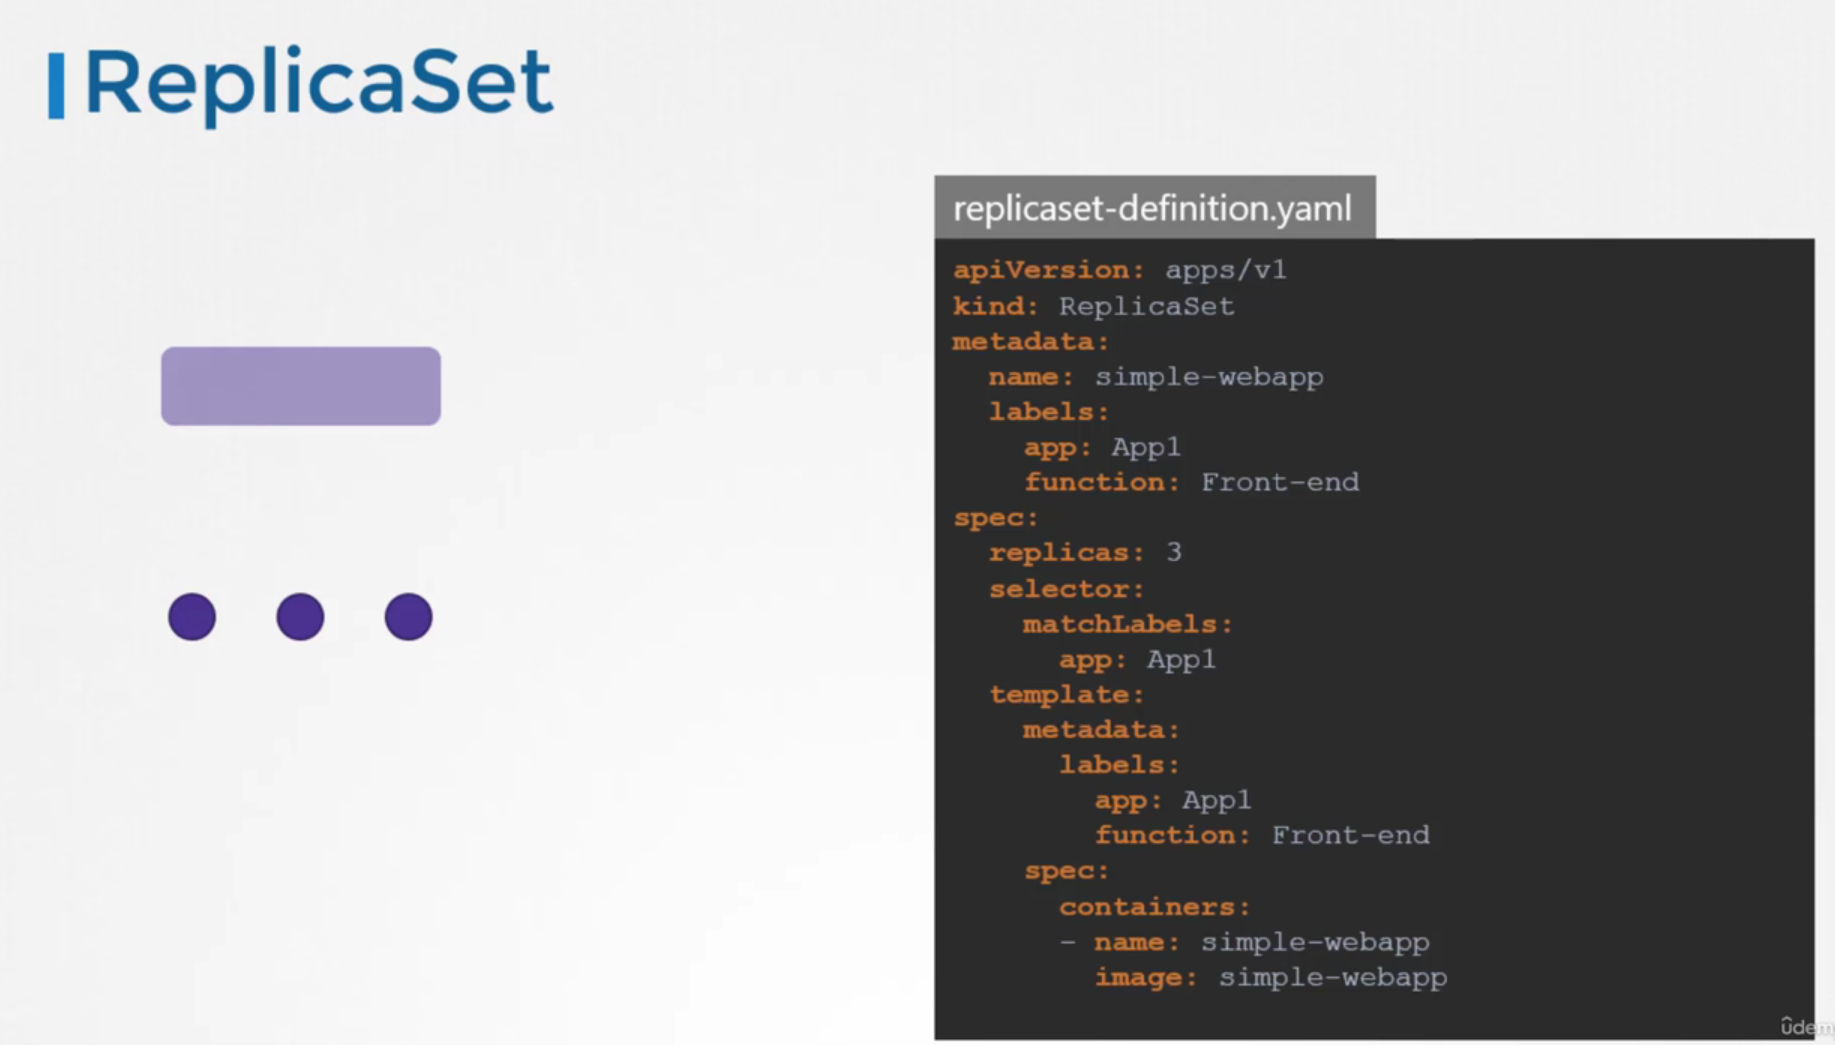 ReplicaSet
replicaset-definition.yaml
apiVersion: apps/v1
kind: ReplicaSet
metadata:
  name: simple-webapp
  labels:
    app: App1
    function: Front-end
spec:
  replicas: 3
  selector:
    matchLabels:
      app: App1
  template:
    metadata:
      labels:
        app: App1
        function: Front-end
    spec:
      containers:
      - name: simple-webapp
        image: simple-webapp
ûdem